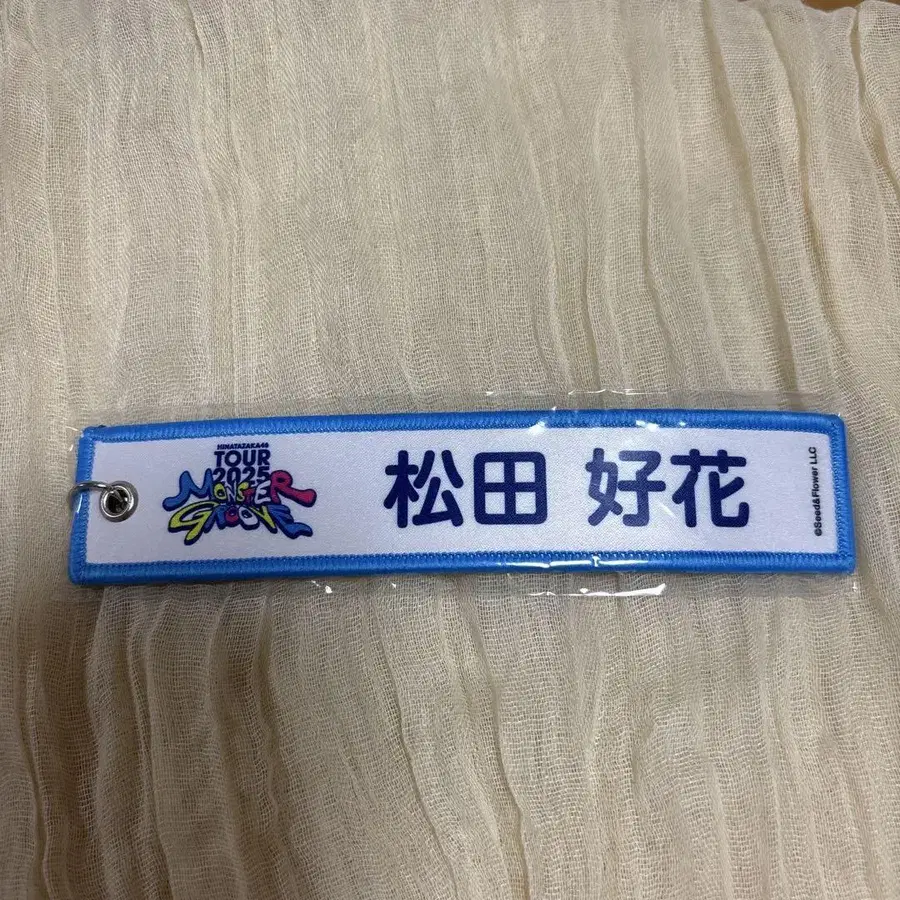 HINATAZAKA46
TOUR
2025
MONSTER
GROOVE
松田 好花
©Seed&Flower LLC